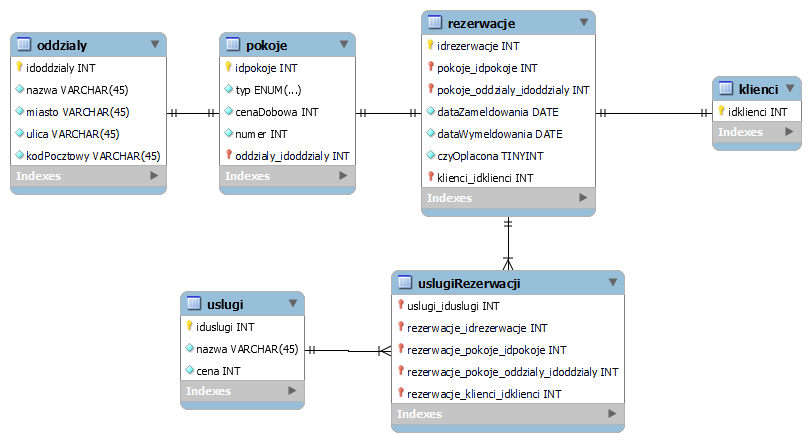 oddzialy
idoddzialy INT
nazwa VARCHAR(45)
miasto VARCHAR(45)
ulica VARCHAR(45)
kodPocztowy VARCHAR(45)
Indexes
pokoje
idpokoje INT
typ ENUM(...)
cenaDobowa INT
numer INT
oddzialy_idoddzialy INT
Indexes
rezerwacje
idrezerwacje INT
pokoje_idpokoje INT
pokoje_oddzialy_idoddzialy INT
dataZameldowania DATE
dataWymeldowania DATE
czyOplacona TINYINT
klienci_idklienci INT
Indexes
klienci
idklienci INT
Indexes
uslugi
iduslugi INT
nazwa VARCHAR(45)
cena INT
Indexes
uslugiRezerwacji
uslugi_iduslugi INT
rezerwacje_idrezerwacje INT
rezerwacje_pokoje_idpokoje INT
rezerwacje_pokoje_oddzialy_idoddzialy INT
rezerwacje_klienci_idklienci INT
Indexes